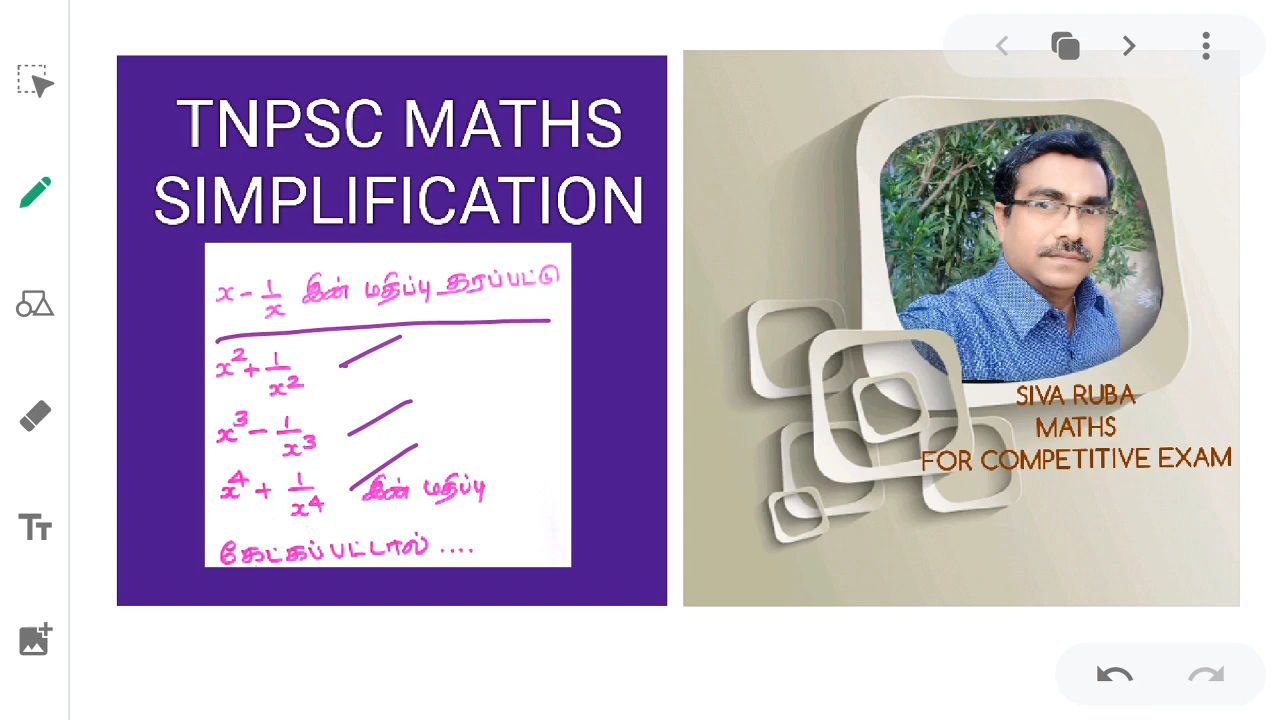 TNPSC MATHS
SIMPLIFICATION
x - 1/x இன் மதிப்பு தரப்பட்டு
x² + 1/x²
x³ - 1/x³
x⁴ + 1/x⁴ இன் மதிப்பு
கேட்கப்பட்டால் ....
SIVA RUBA
MATHS
FOR COMPETITIVE EXAM